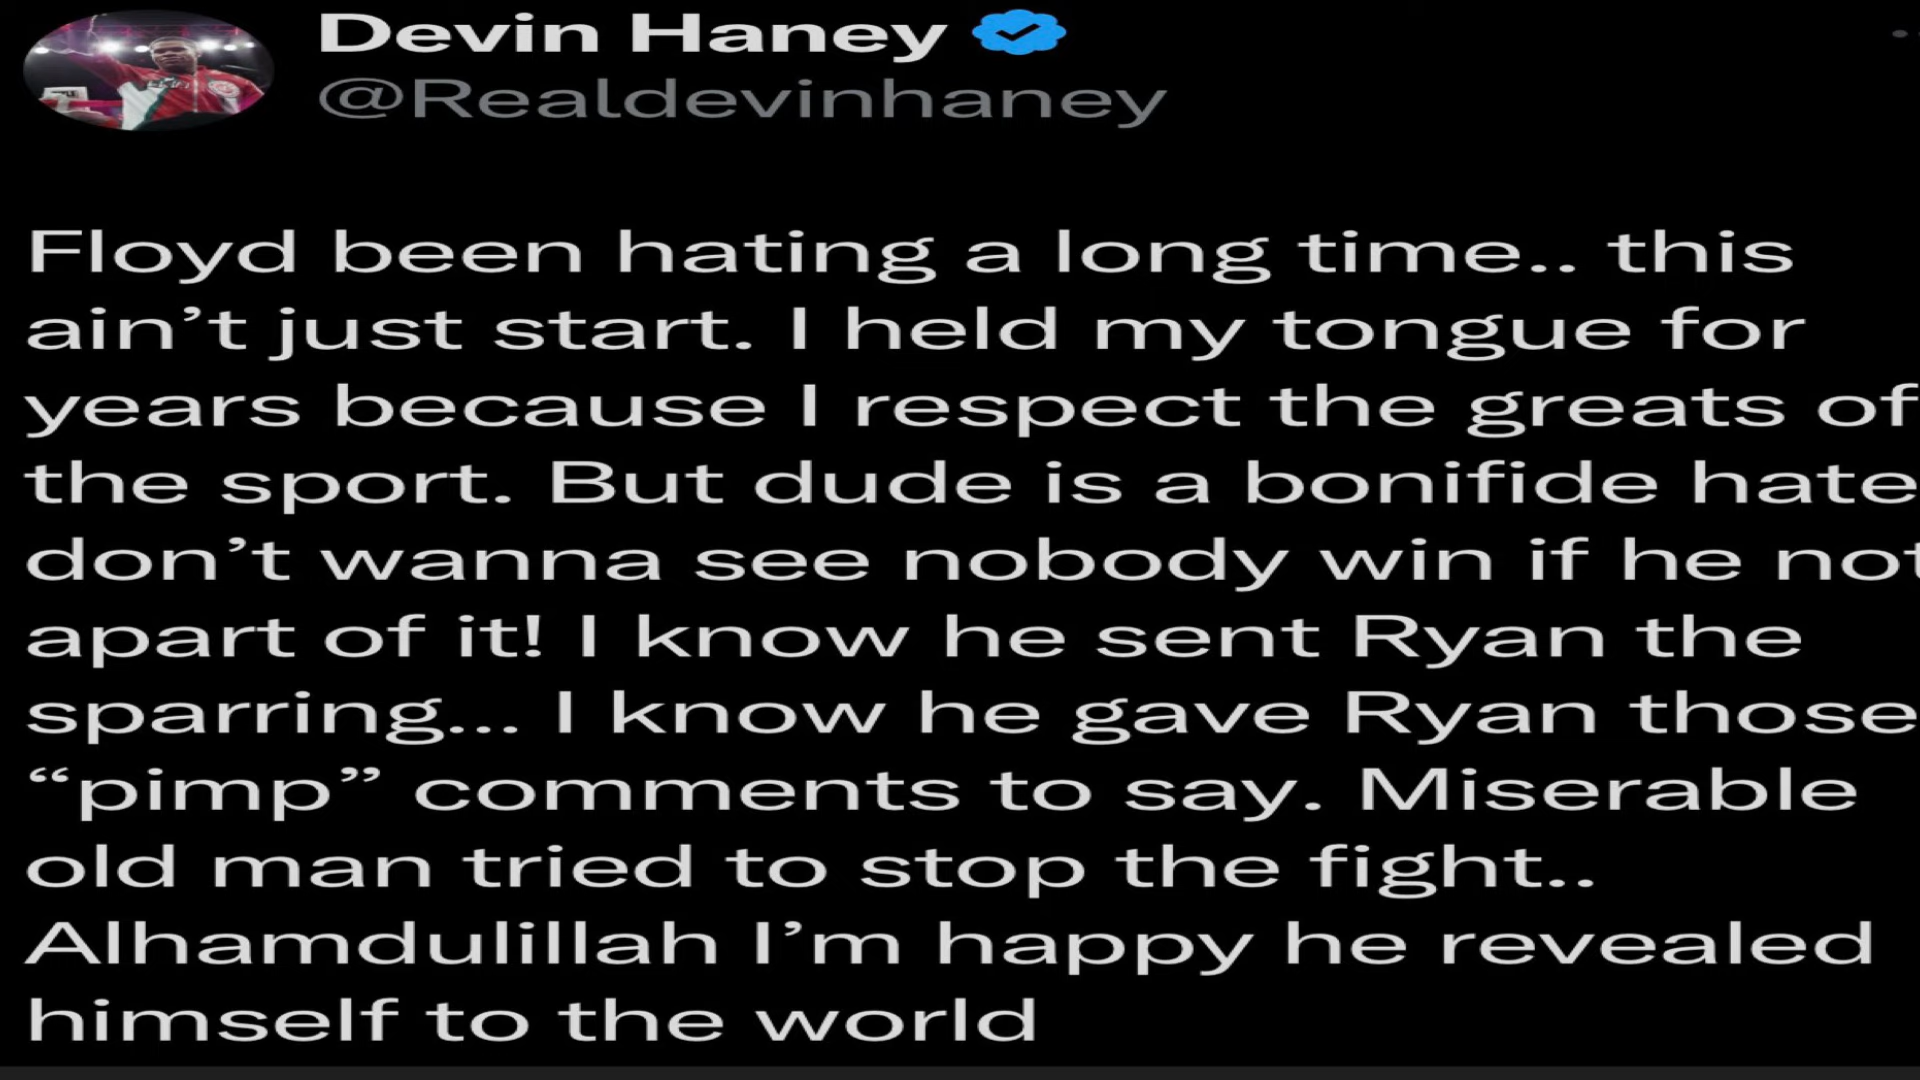 Devin Haney
@Realdevinhaney
Floyd been hating a long time.. this
ain’t just start. I held my tongue for
years because I respect the greats of
the sport. But dude is a bonifide hate
don’t wanna see nobody win if he not
apart of it! I know he sent Ryan the
sparring... I know he gave Ryan those
“pimp” comments to say. Miserable
old man tried to stop the fight..
Alhamdulillah I’m happy he revealed
himself to the world